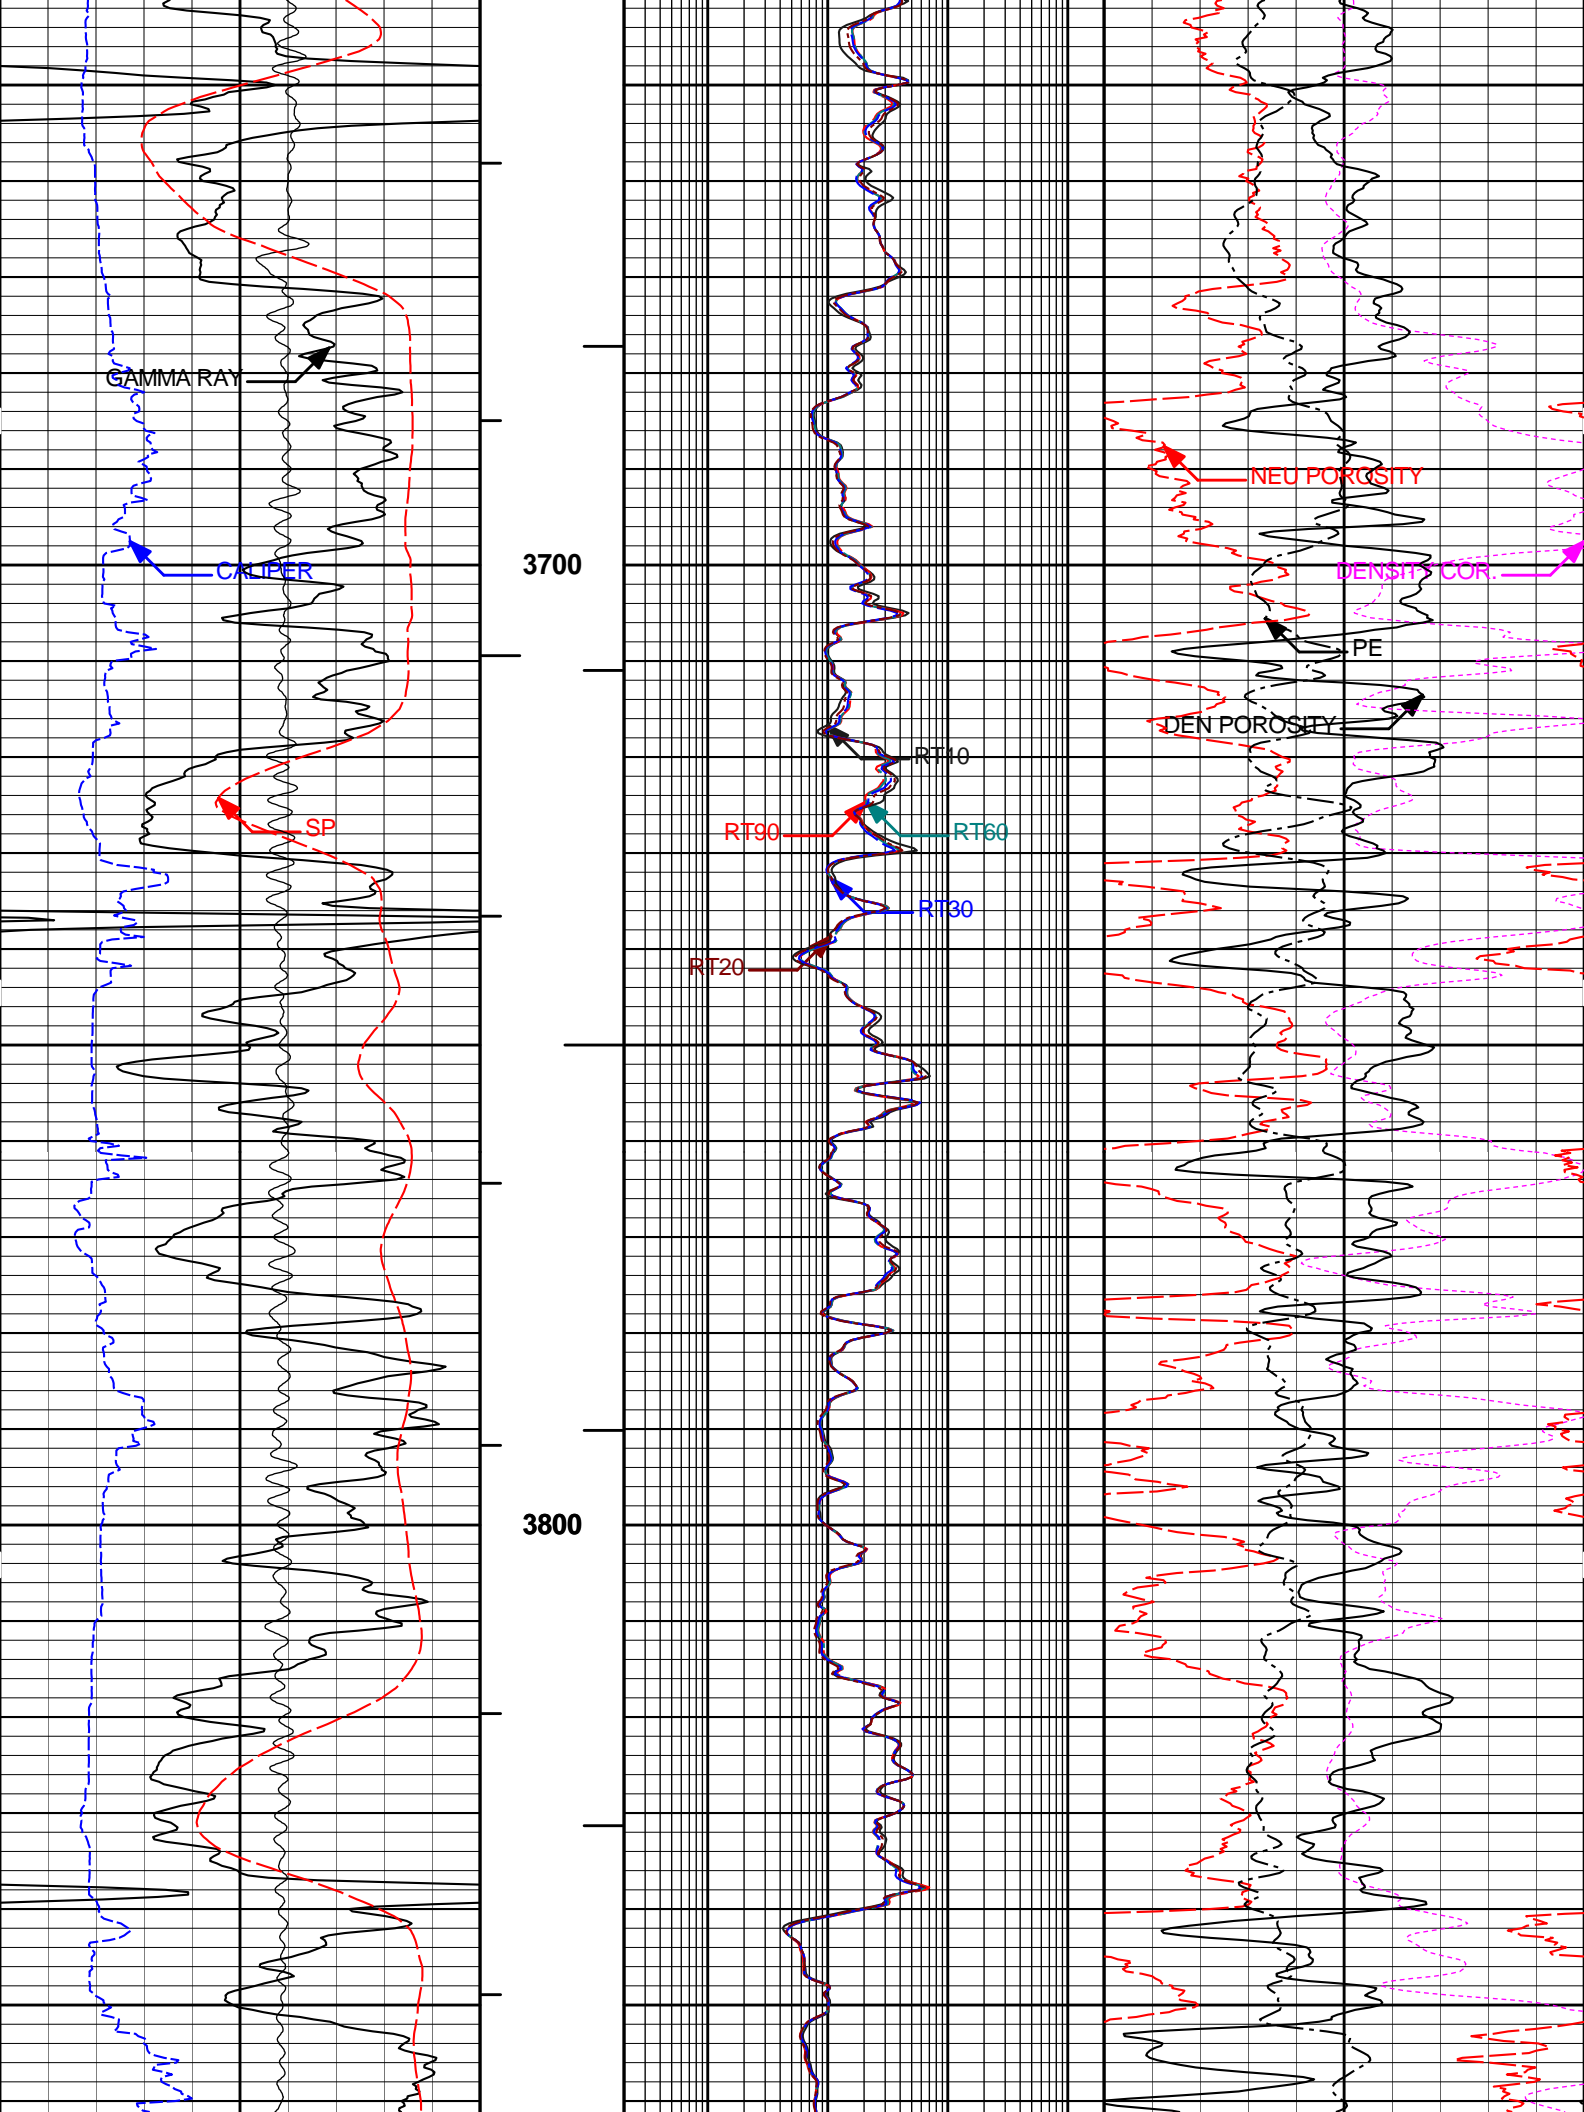 GAMMA RAY
NEU POROSITY
3700
CALIPER
DENSITY COR.
PE
DEN POROSITY
RT10
SP
RT90
RT60
RT30
RT20
3800